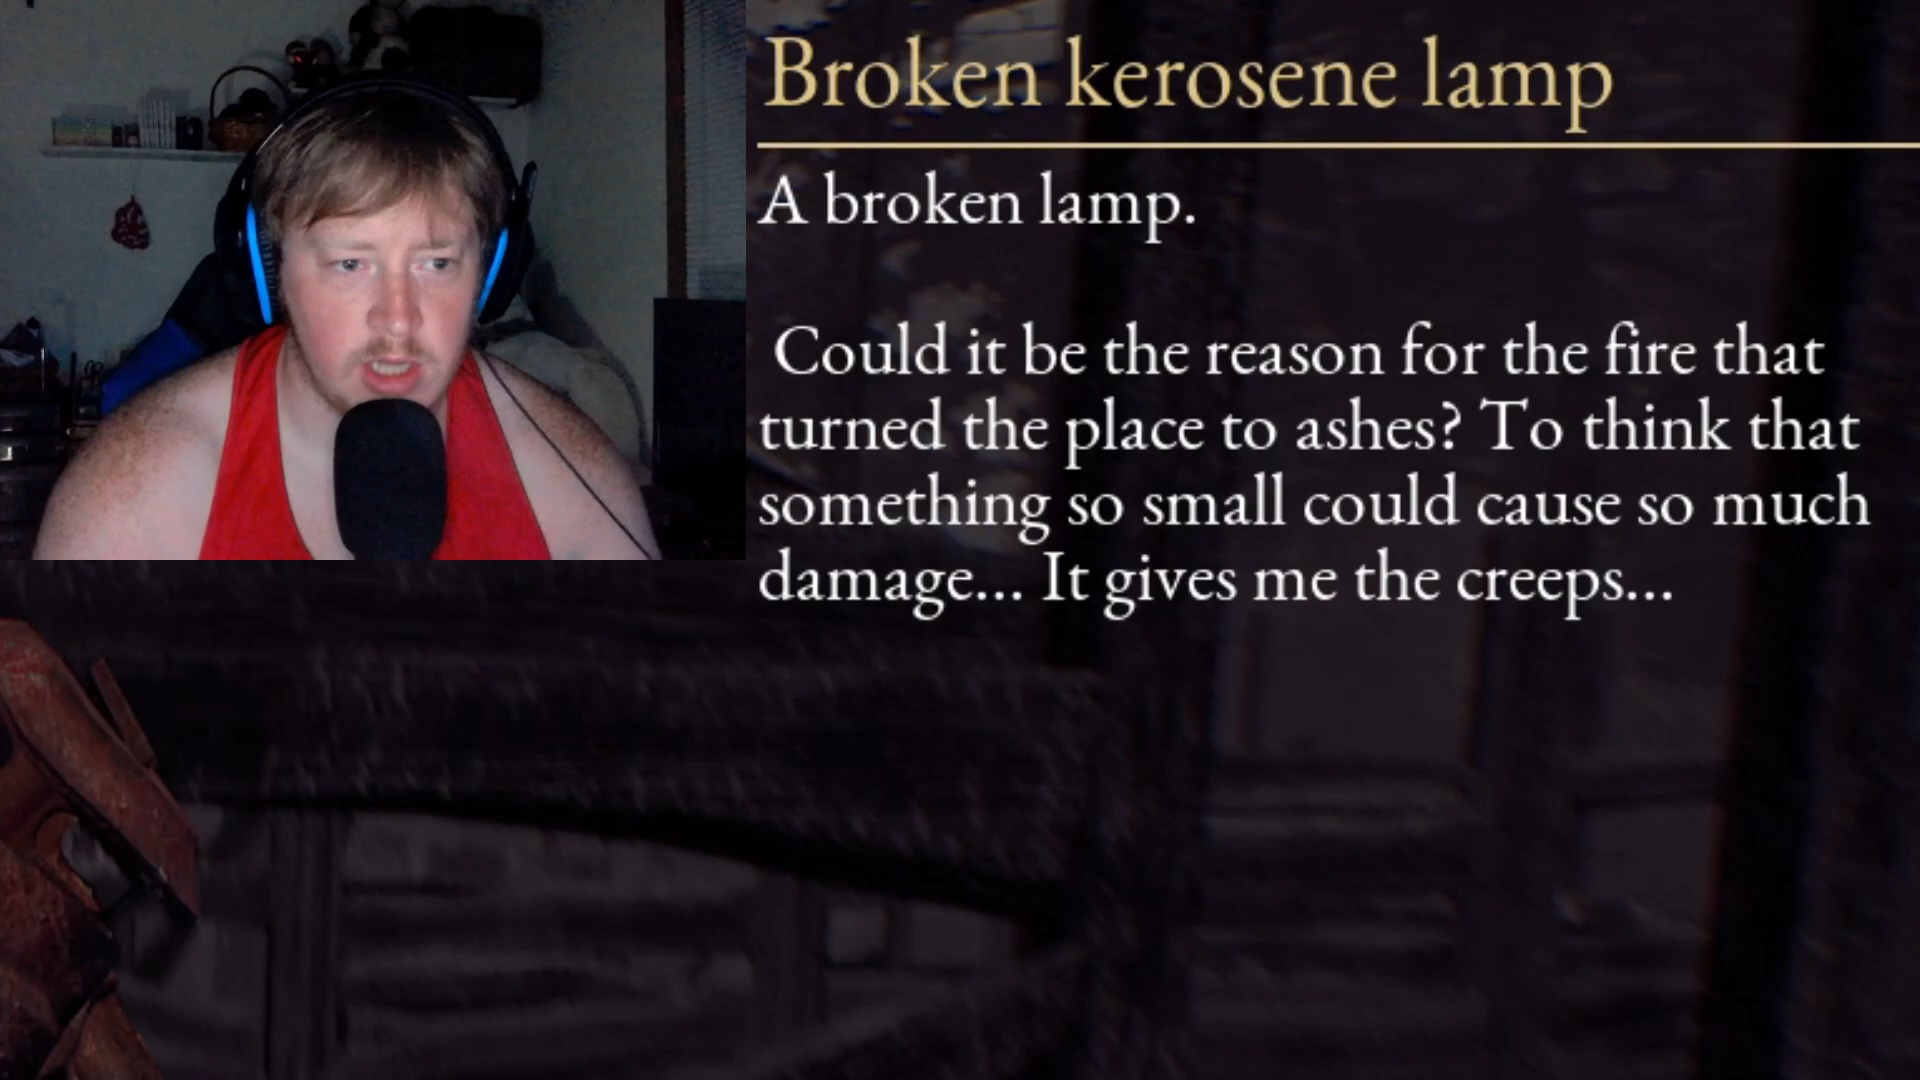 Broken kerosene lamp
A broken lamp.
Could it be the reason for the fire that
turned the place to ashes? To think that
something so small could cause so much
damage... It gives me the creeps...